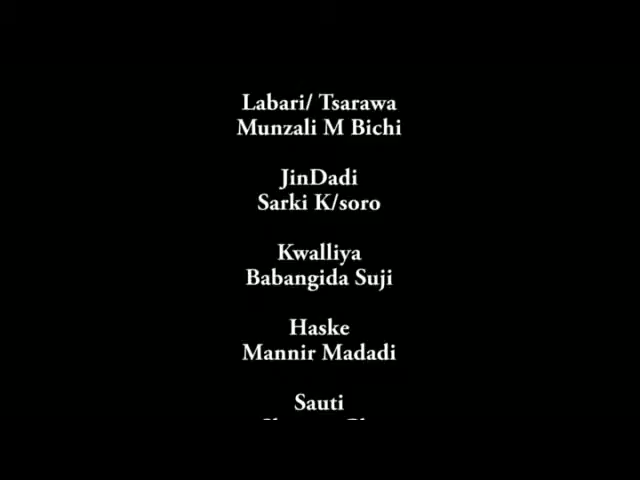 Labari/ Tsarawa
Munzali M Bichi
JinDadi
Sarki K/soro
Kwalliya
Babangida Suji
Haske
Mannir Madadi
Sauti